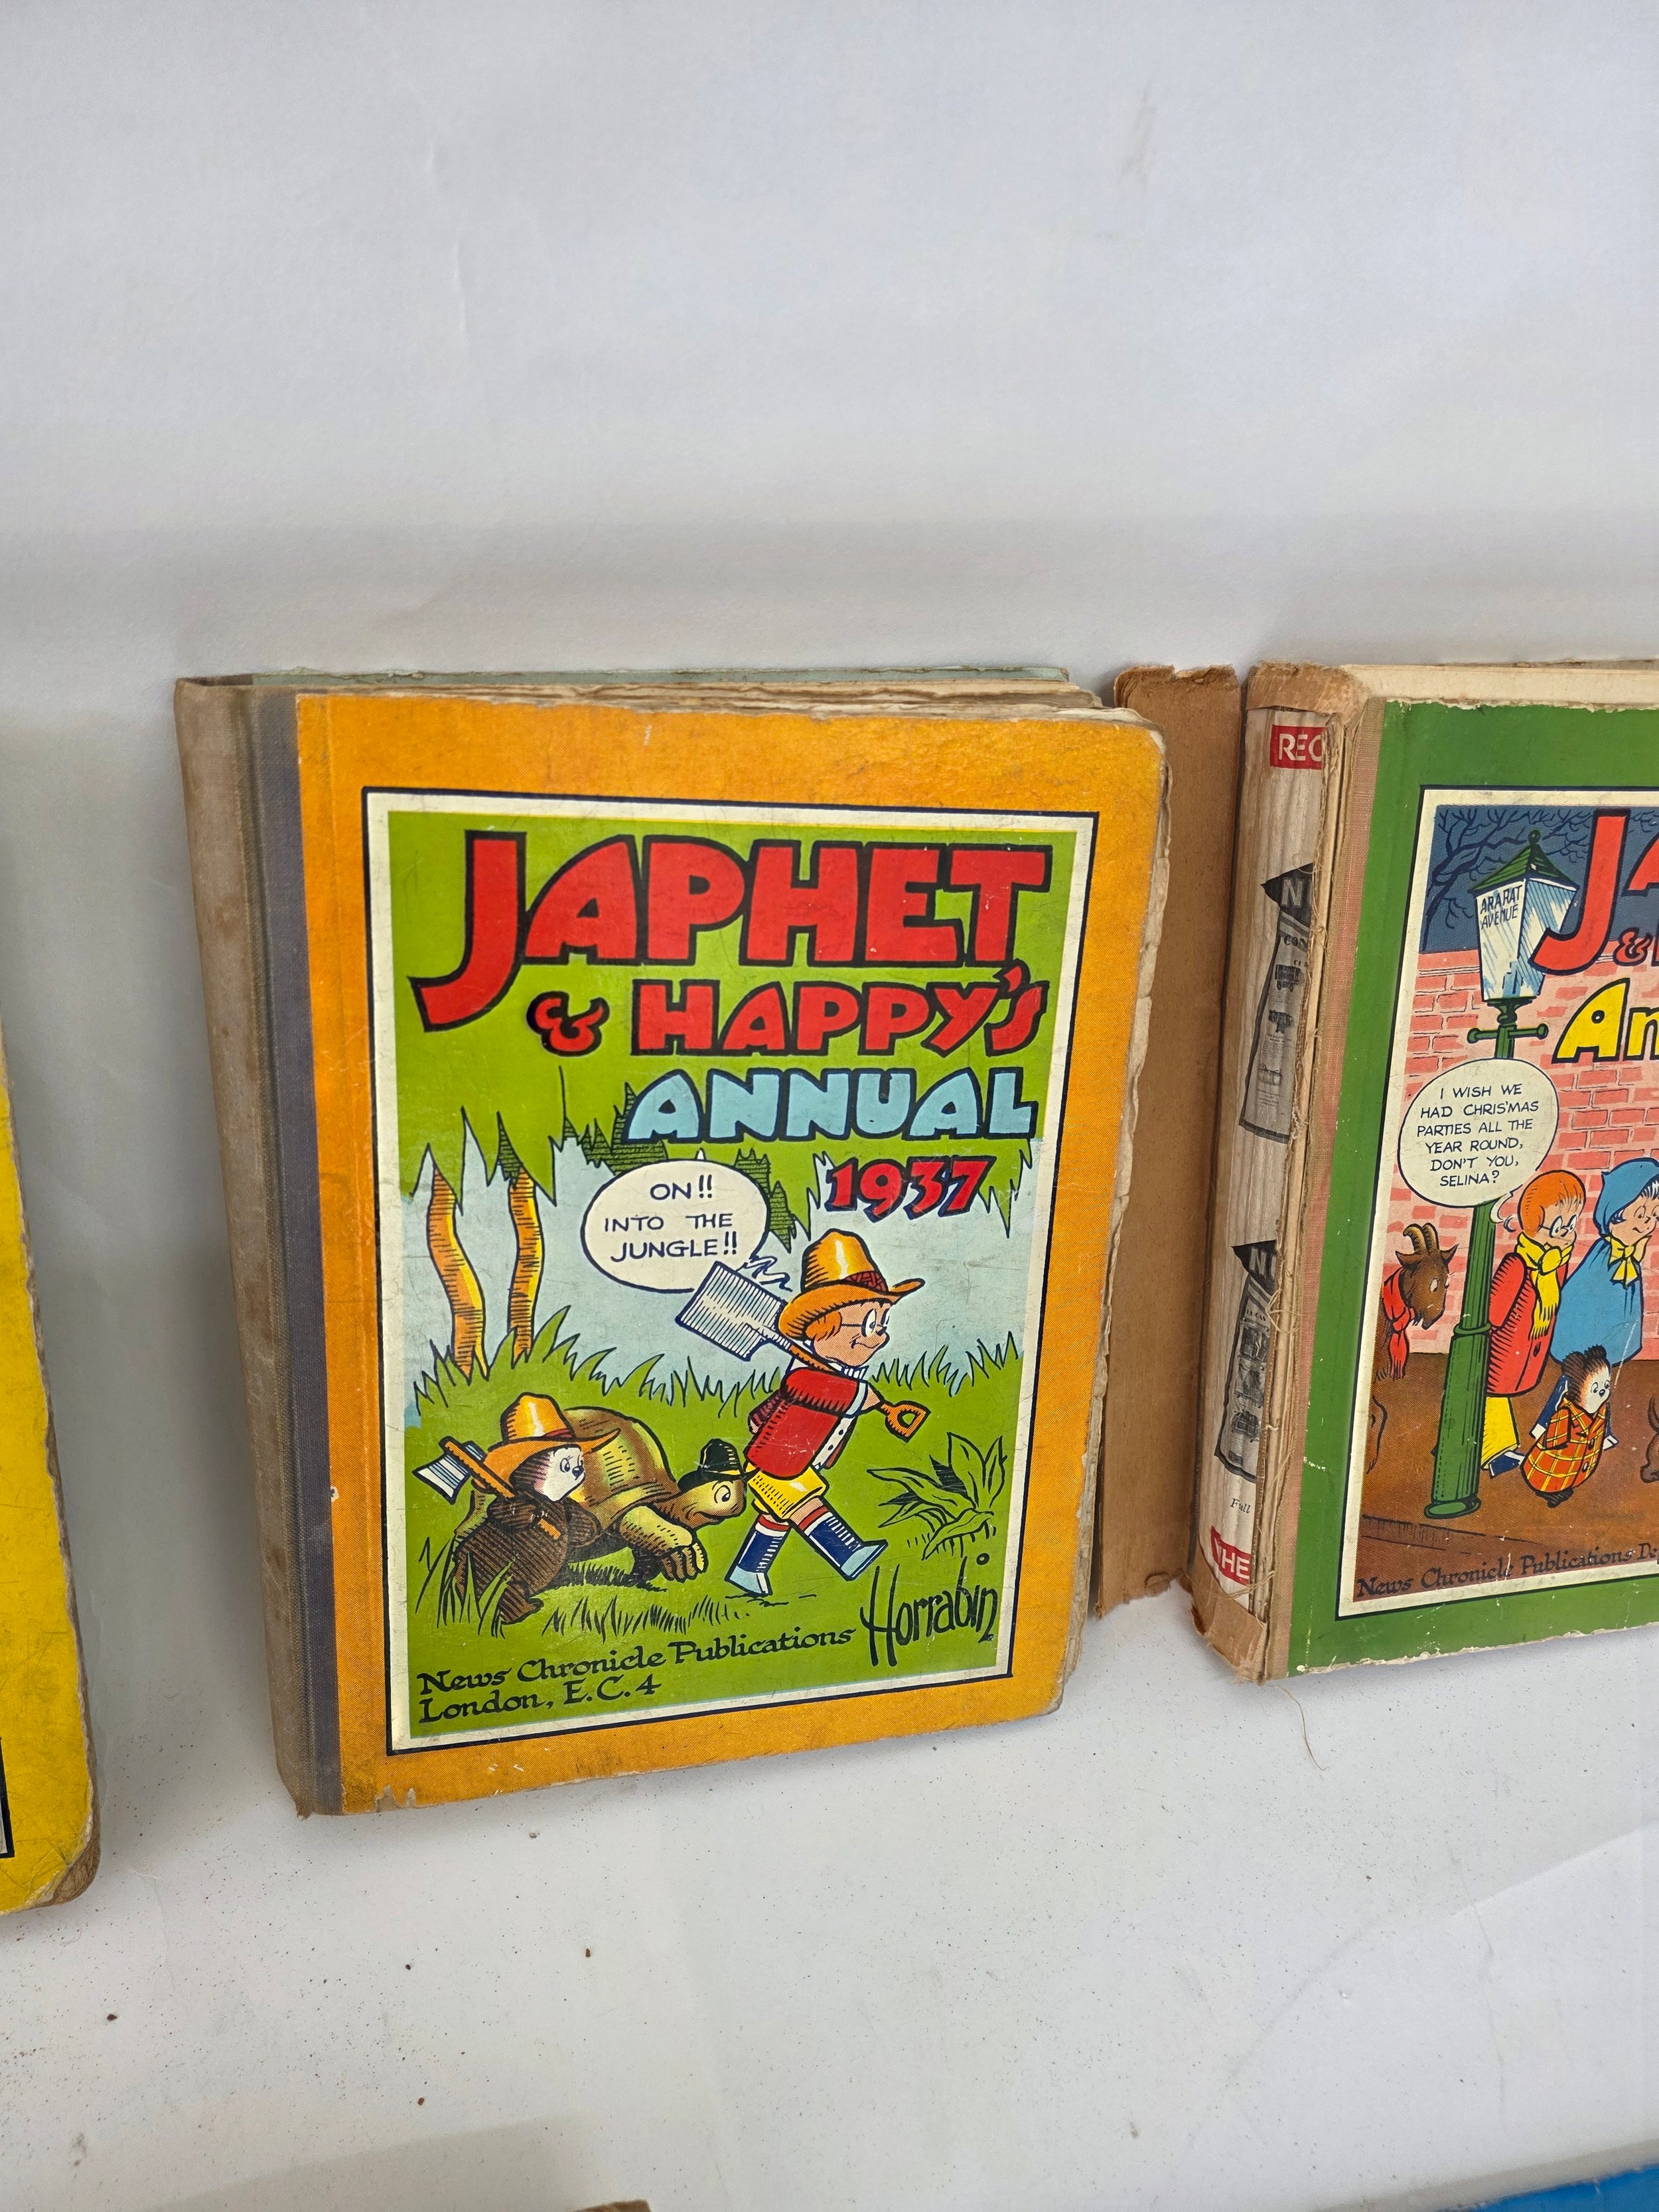 JAPHET
& HAPPY'S
ANNUAL
1937
ON!!
INTO THE
JUNGLE!!
Horrabin
News Chronicle Publications
London, E.C.4
ARARAT
AVENUE
&
I WISH WE
HAD CHRIS'MAS
PARTIES ALL THE
YEAR ROUND,
DON'T YOU,
SELINA?
News Chronicle Publications
Full